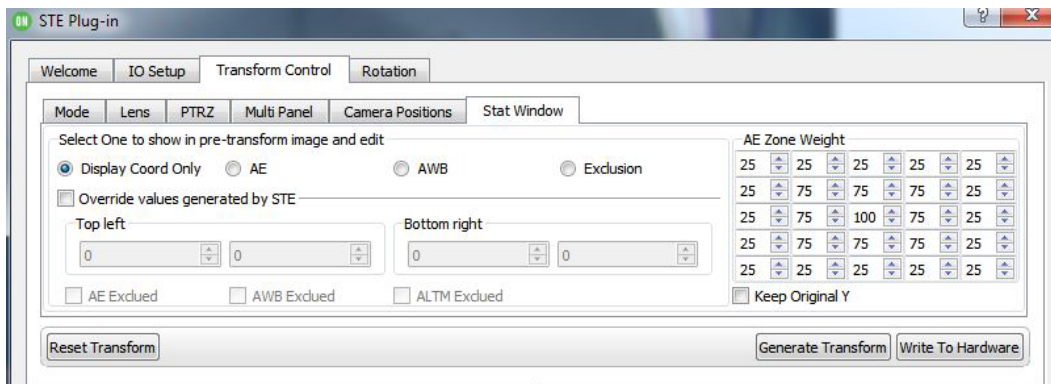 ON STE Plug-in ? X
Welcome IO Setup Transform Control Rotation
Mode Lens PTRZ Multi Panel Camera Positions Stat Window
Select One to show in pre-transform image and edit
Display Coord Only AE AWB Exclusion
Override values generated by STE
Top left
0 0
Bottom right
0 0
AE Exclued AWB Exclued ALTM Exclued
AE Zone Weight
25 25 25 25 25
25 75 75 75 25
25 75 100 75 25
25 75 75 75 25
25 25 25 25 25
Keep Original Y
Reset Transform Generate Transform Write To Hardware